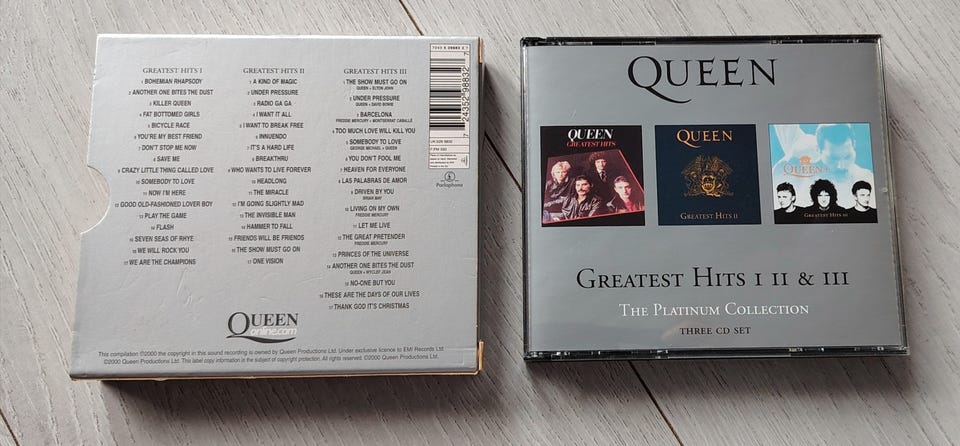 GREATEST HITS I
1 BOHEMIAN RHAPSODY
2 ANOTHER ONE BITES THE DUST
3 KILLER QUEEN
4 FAT BOTTOMED GIRLS
5 BICYCLE RACE
6 YOU'RE MY BEST FRIEND
7 DON'T STOP ME NOW
8 SAVE ME
9 CRAZY LITTLE THING CALLED LOVE
10 SOMEBODY TO LOVE
11 NOW I'M HERE
12 GOOD OLD-FASHIONED LOVER BOY
13 PLAY THE GAME
14 FLASH
15 SEVEN SEAS OF RHYE
16 WE WILL ROCK YOU
17 WE ARE THE CHAMPIONS
GREATEST HITS II
1 A KIND OF MAGIC
2 UNDER PRESSURE
3 RADIO GA GA
4 I WANT IT ALL
5 I WANT TO BREAK FREE
6 INNUENDO
7 IT'S A HARD LIFE
8 BREAKTHRU
9 WHO WANTS TO LIVE FOREVER
10 HEADLONG
11 THE MIRACLE
12 I'M GOING SLIGHTLY MAD
13 THE INVISIBLE MAN
14 HAMMER TO FALL
15 FRIENDS WILL BE FRIENDS
16 THE SHOW MUST GO ON
17 ONE VISION
GREATEST HITS III
1 THE SHOW MUST GO ON
QUEEN + ELTON JOHN
2 UNDER PRESSURE
QUEEN + DAVID BOWIE
3 BARCELONA
FREDDIE MERCURY + MONTSERRAT CABALLE
4 TOO MUCH LOVE WILL KILL YOU
5 SOMEBODY TO LOVE
GEORGE MICHAEL + QUEEN
6 YOU DON'T FOOL ME
7 HEAVEN FOR EVERYONE
8 LAS PALABRAS DE AMOR
9 DRIVEN BY YOU
BRIAN MAY
10 LIVING ON MY OWN
FREDDIE MERCURY
11 LET ME LIVE
12 THE GREAT PRETENDER
FREDDIE MERCURY
13 PRINCES OF THE UNIVERSE
14 ANOTHER ONE BITES THE DUST
QUEEN + WYCLEF JEAN
15 NO-ONE BUT YOU
16 THESE ARE THE DAYS OF OUR LIVES
17 THANK GOD IT'S CHRISTMAS
7 24352 98832 7
Parlophone
QUEEN
online.com
This compilation ©2000 the copyright in this sound recording is owned by Queen Productions Ltd. Under exclusive licence to EMI Records Ltd.
©2000 Queen Productions Ltd. This label copy information is the subject of copyright protection. All rights reserved. ©2000 Queen Productions Ltd.
QUEEN
QUEEN
GREATEST HITS
QUEEN
GREATEST HITS II
QUEEN+
GREATEST HITS III
GREATEST HITS I II & III
THE PLATINUM COLLECTION
THREE CD SET